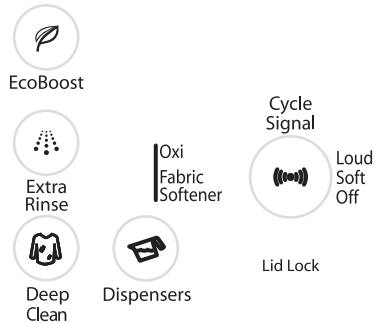 EcoBoost
Extra
Rinse
Deep
Clean
Oxi
Fabric
Softener
Dispensers
Cycle
Signal
Loud
Soft
Off
Lid Lock